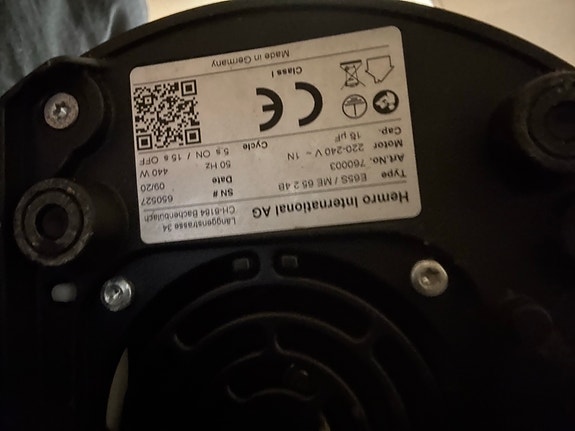 Hemro International AG
Länggenstrasse 34
CH-8184 Bachenbülach
Type E65S / ME 65.2 4B
Art.No. 760003
Motor 220-240 V ~ 1N
Cap. 15 µF
SN # 650527
Date 09/20
50 Hz 440 W
Cycle 5 s ON / 15 s OFF
CE
Class I
Made in Germany